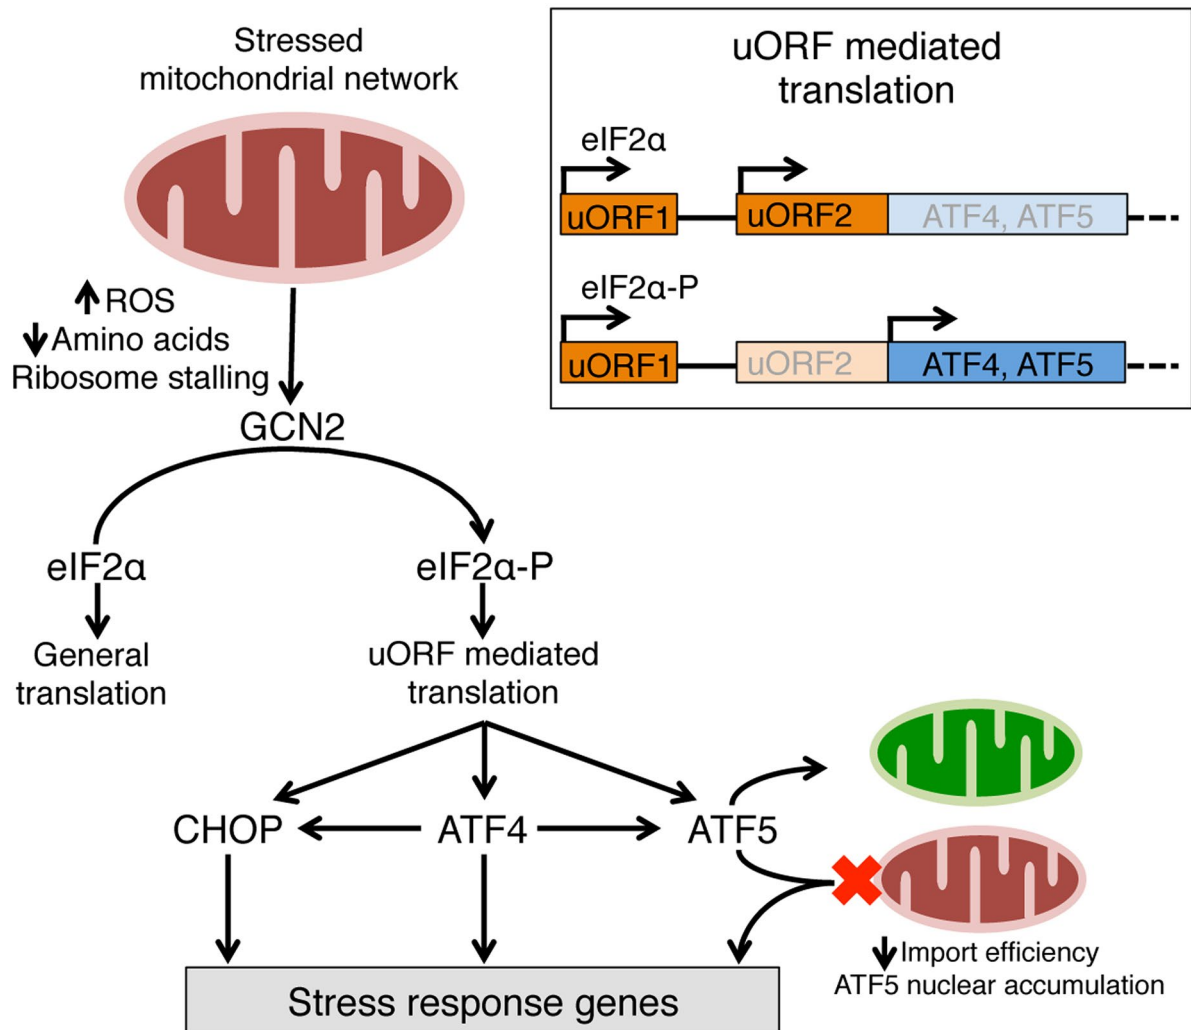 Stressed
mitochondrial network
ROS
Amino acids
Ribosome stalling
GCN2
eIF2α
eIF2α-P
General
translation
uORF mediated
translation
CHOP
ATF4
ATF5
Import efficiency
ATF5 nuclear accumulation
Stress response genes
uORF mediated
translation
eIF2α
uORF1
uORF2
ATF4, ATF5
eIF2α-P
uORF1
uORF2
ATF4, ATF5